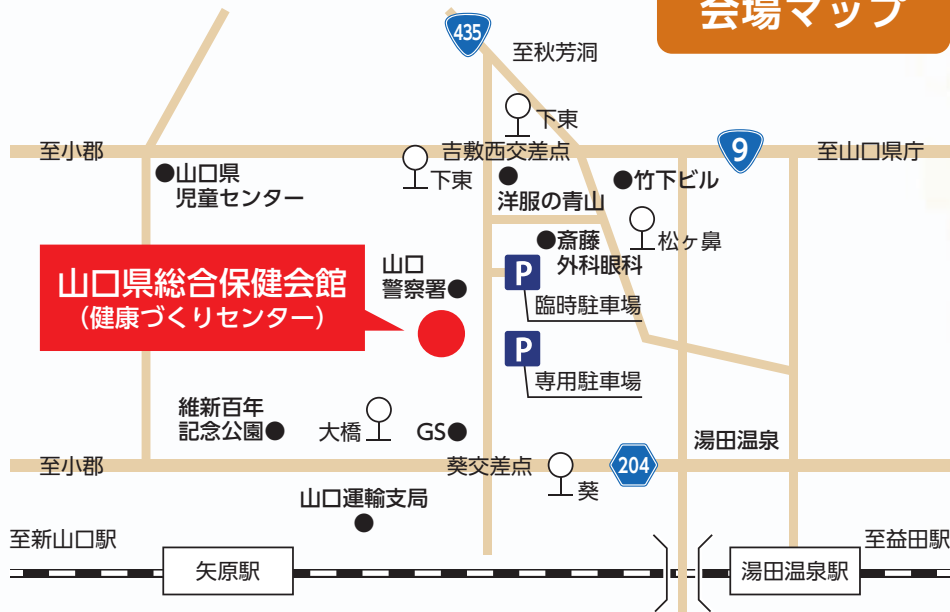 会場マップ
435
至秋芳洞
下東
至小郡
吉敷西交差点
9
至山口県庁
山口県
児童センター
下東
洋服の青山
竹下ビル
斎藤
外科眼科
松ヶ鼻
山口県総合保健会館
（健康づくりセンター）
山口
警察署
P
臨時駐車場
P
専用駐車場
維新百年
記念公園
大橋
GS
湯田温泉
至小郡
葵交差点
204
葵
山口運輸支局
至新山口駅
至益田駅
矢原駅
湯田温泉駅